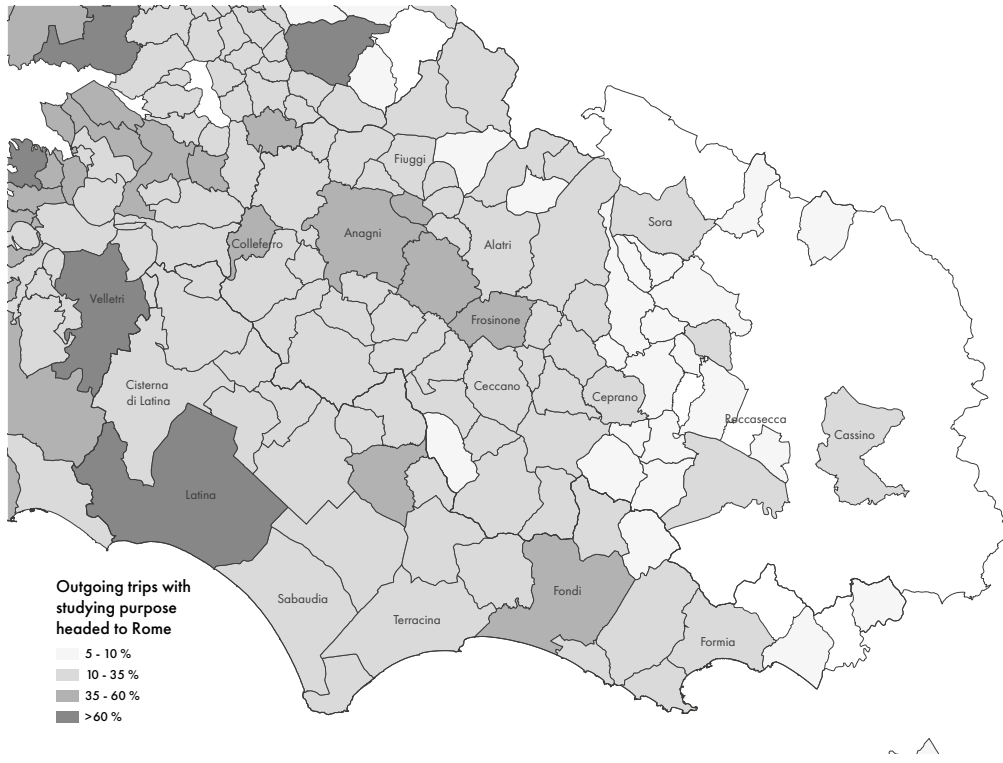 Fiuggi
Sora
Colleferro
Anagni
Alatri
Velletri
Frosinone
Cisterna
di Latina
Ceccano
Ceprano
Roccasecca
Cassino
Latina
Sabaudia
Terracina
Fondi
Formia
Outgoing trips with
studying purpose
headed to Rome
5 - 10 %
10 - 35 %
35 - 60 %
>60 %